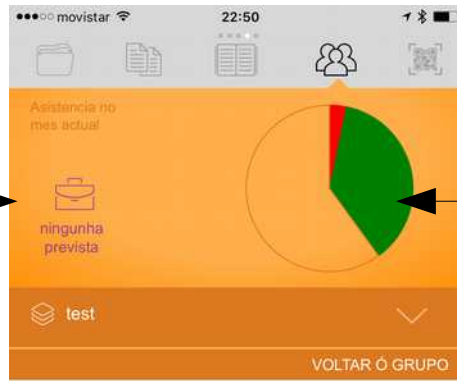 movistar 22:50
Asistencia no
mes actual
ningunha
prevista
test
VOLTAR Ó GRUPO